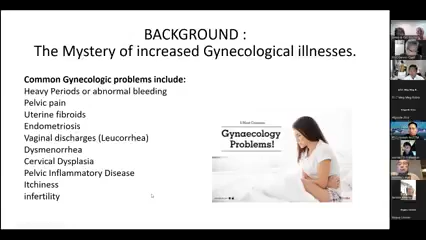 BACKGROUND :
The Mystery of increased Gynecological illnesses.
Common Gynecologic problems include:
Heavy Periods or abnormal bleeding
Pelvic pain
Uterine fibroids
Endometriosis
Vaginal discharges (Leucorrhea)
Dysmenorrhea
Cervical Dysplasia
Pelvic Inflammatory Disease
Itchiness
infertility
GYNAECOLOGY
PROBLEMS!